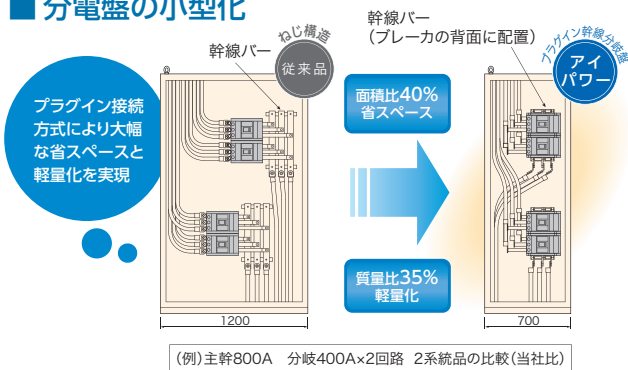 ■ 分電盤の小型化
プラグイン接続
方式により大幅
な省スペースと
軽量化を実現
幹線バー
ねじ構造
従来品
面積比40%
省スペース
質量比35%
軽量化
幹線バー
(ブレーカの背面に配置)
プラグイン幹線分岐盤
アイ
パワー
1200
700
(例)主幹800A 分岐400A×2回路 2系統品の比較(当社比)